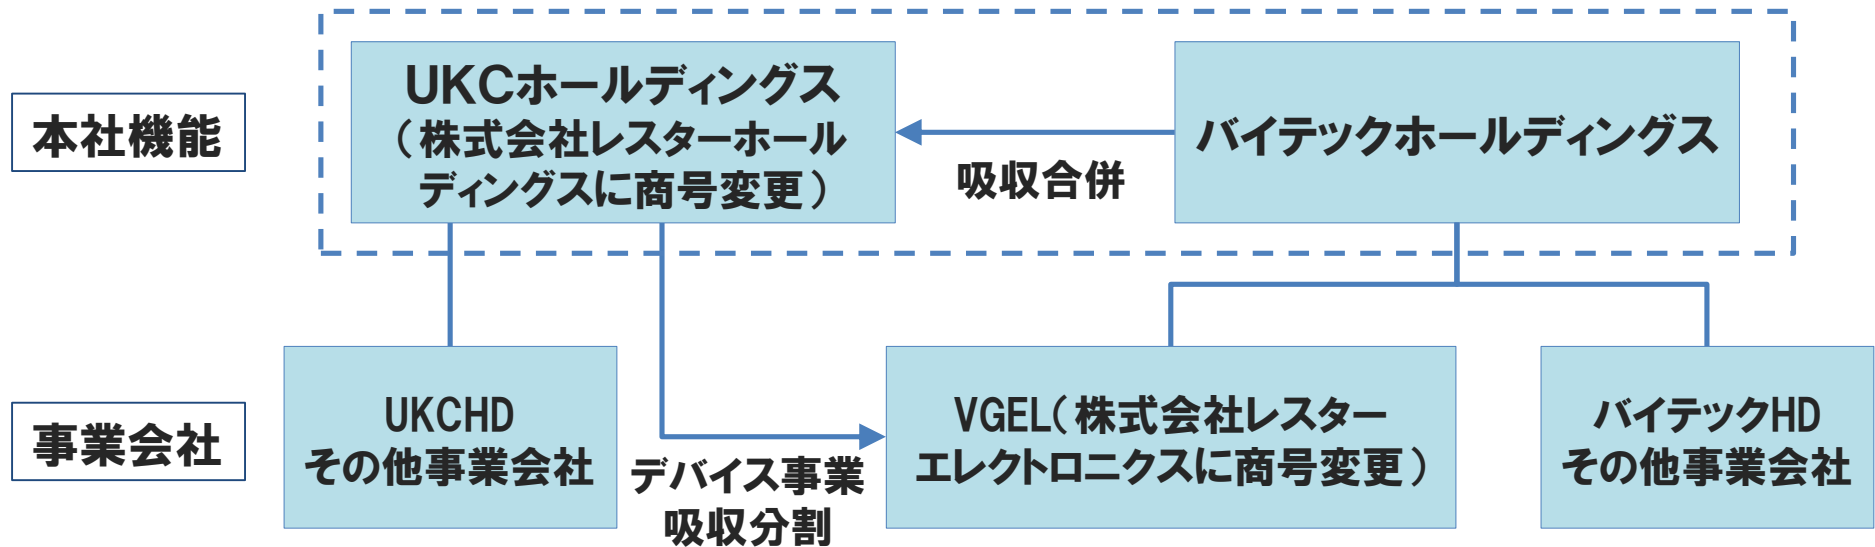 本社機能
UKCホールディングス
（株式会社レスターホール
ディングスに商号変更）
吸収合併
バイテックホールディングス
事業会社
UKCHD
その他事業会社
デバイス事業
吸収分割
VGEL（株式会社レスター
エレクトロニクスに商号変更）
バイテックHD
その他事業会社